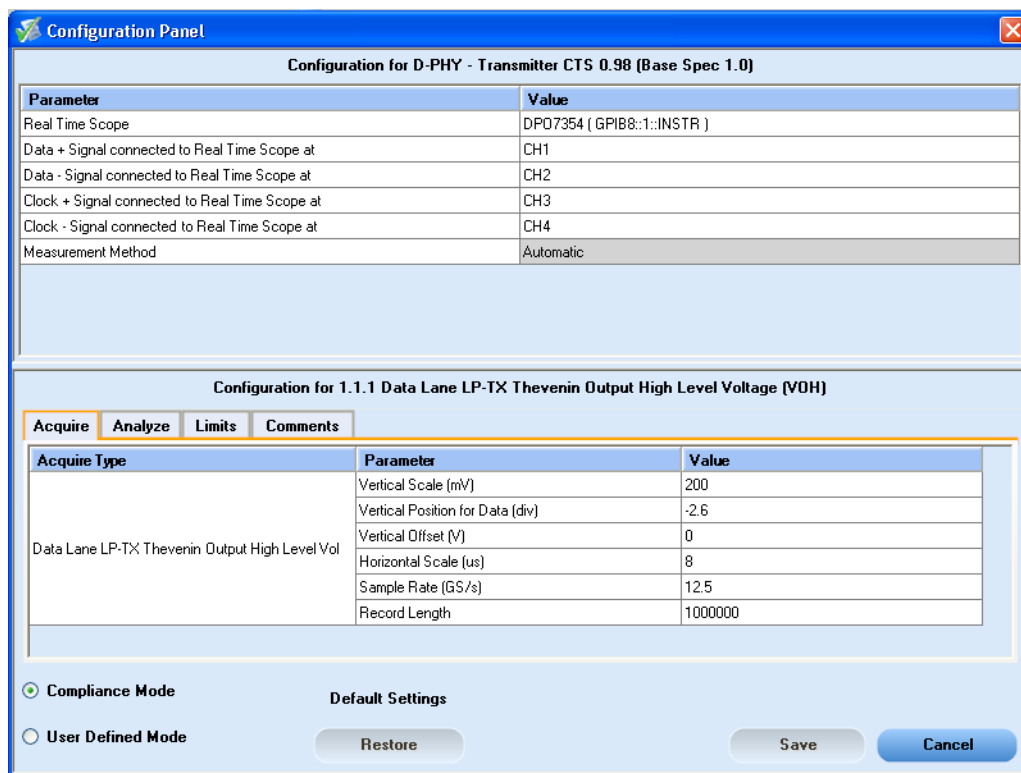 Configuration Panel
Configuration for D-PHY - Transmitter CTS 0.98 (Base Spec 1.0)
Parameter Value
Real Time Scope DPO7354 ( GPIB8::1::INSTR )
Data + Signal connected to Real Time Scope at CH1
Data - Signal connected to Real Time Scope at CH2
Clock + Signal connected to Real Time Scope at CH3
Clock - Signal connected to Real Time Scope at CH4
Measurement Method Automatic
Configuration for 1.1.1 Data Lane LP-TX Thevenin Output High Level Voltage (VOH)
Acquire Analyze Limits Comments
Acquire Type Parameter Value
Data Lane LP-TX Thevenin Output High Level Vol
Vertical Scale (mV) 200
Vertical Position for Data (div) -2.6
Vertical Offset (V) 0
Horizontal Scale (us) 8
Sample Rate (GS/s) 12.5
Record Length 1000000
Compliance Mode
Default Settings
User Defined Mode
Restore Save Cancel